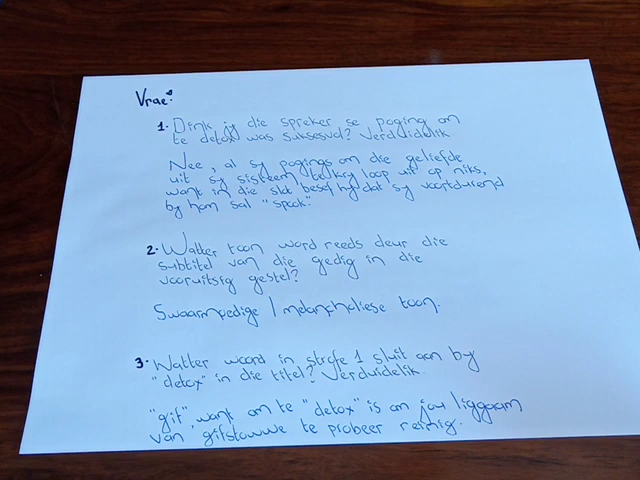 Vrae:
1. Dink jy die spreker se poging om
te detox was suksesvol? Verduidelik
Nee, al sy pogings om die geliefde
uit sy sisteem te kry loop uit op niks,
want in die slot besef hy dat sy voortdurend
by hom sal "spook".
2. Watter toon word reeds deur die
subtitel van die gedig in die
vooruitsig gestel?
Swaarmoedige / melancholiese toon.
3. Watter woord in strofe 1 sluit aan by
"detox" in die titel? Verduidelik.
"gif", want om te "detox" is om jou liggaam
van gifstowwe te probeer reinig.